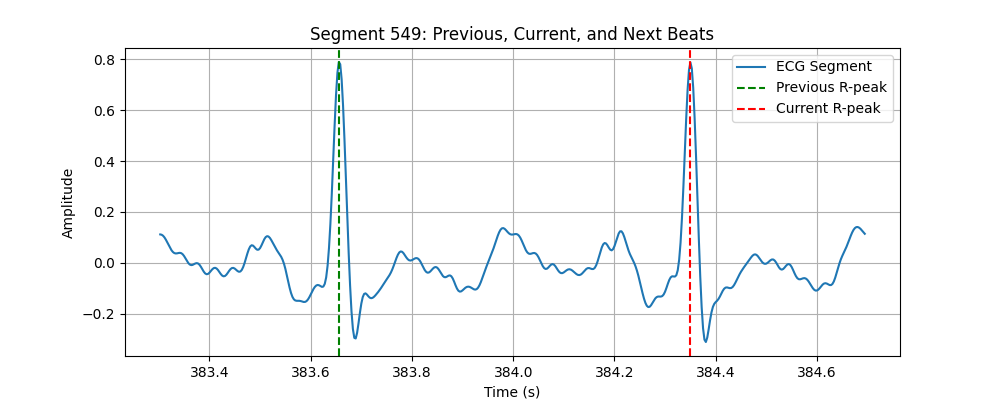 Segment 549: Previous, Current, and Next Beats
ECG Segment
Previous R-peak
Current R-peak
Amplitude
0.8
0.6
0.4
0.2
0.0
−0.2
383.4 383.6 383.8 384.0 384.2 384.4 384.6
Time (s)